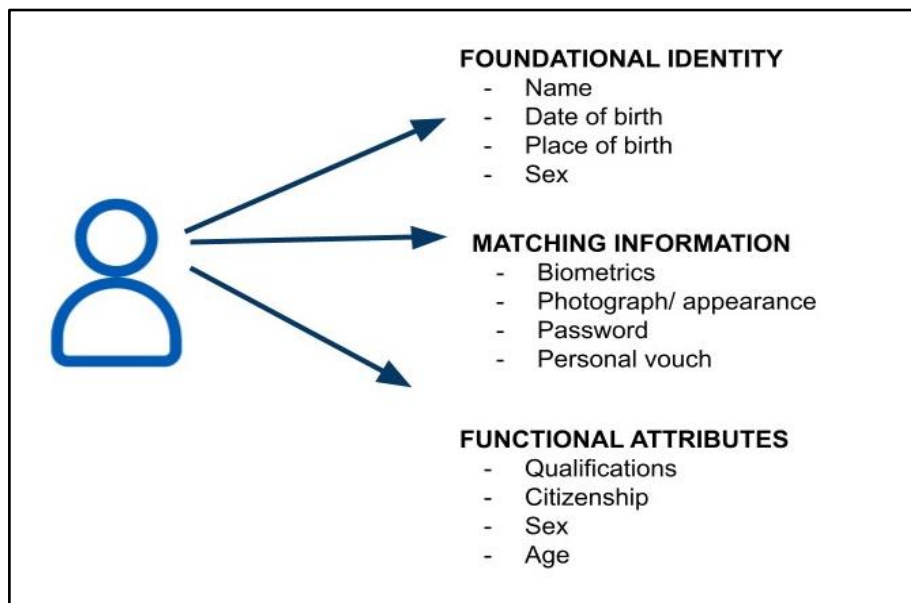 FOUNDATIONAL IDENTITY
- Name
- Date of birth
- Place of birth
- Sex
MATCHING INFORMATION
- Biometrics
- Photograph/ appearance
- Password
- Personal vouch
FUNCTIONAL ATTRIBUTES
- Qualifications
- Citizenship
- Sex
- Age